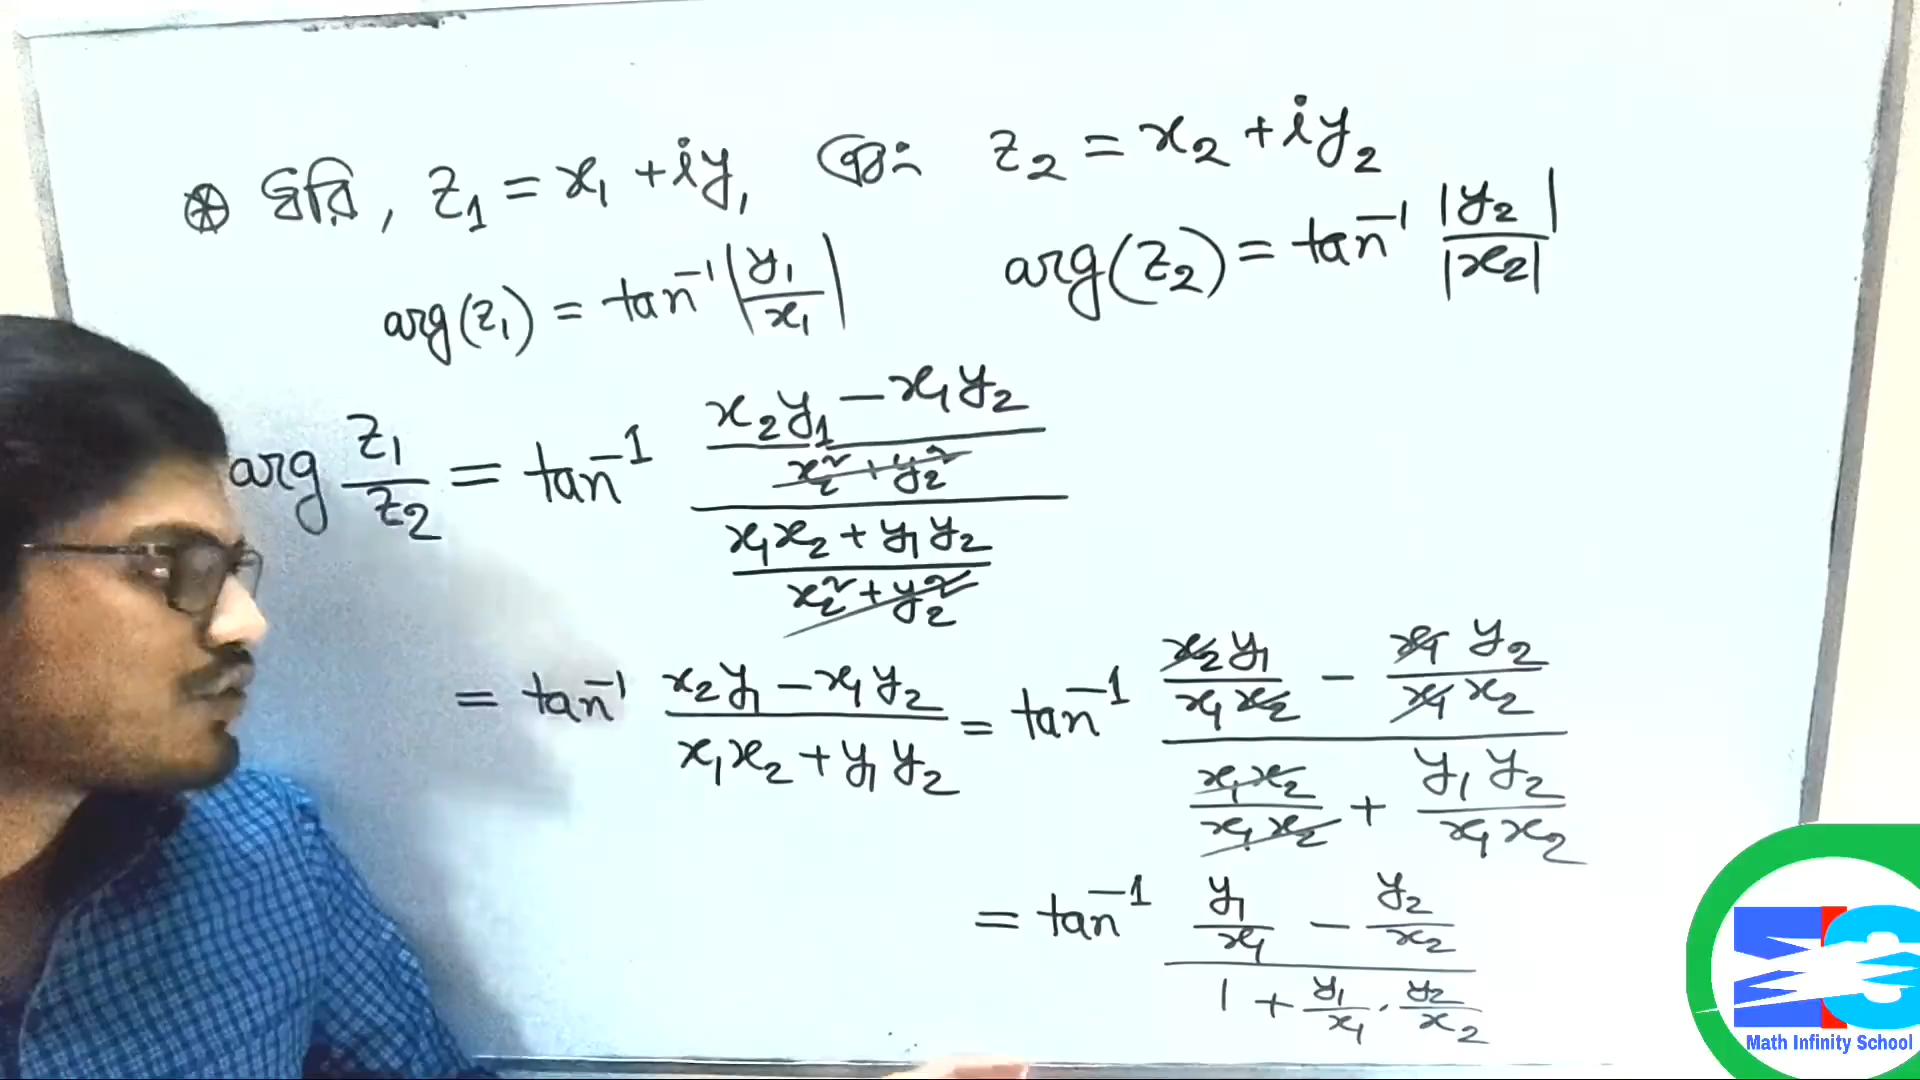 ⊛ ধরি, z₁ = x₁ + iy₁ এবং z₂ = x₂ + iy₂
arg(z₁) = tan⁻¹ |y₁/x₁| arg(z₂) = tan⁻¹ |y₂|/|x₂|
arg z₁/z₂ = tan⁻¹ ((x₂y₁ − x₁y₂)/(x₂² + y₂²))/((x₁x₂ + y₁y₂)/(x₂² + y₂²))
= tan⁻¹ (x₂y₁ − x₁y₂)/(x₁x₂ + y₁y₂) = tan⁻¹ (x₂y₁/x₁x₂ − x₁y₂/x₁x₂)/(x₁x₂/x₁x₂ + y₁y₂/x₁x₂)
= tan⁻¹ (y₁/x₁ − y₂/x₂)/(1 + y₁/x₁ · y₂/x₂)
Math Infinity School